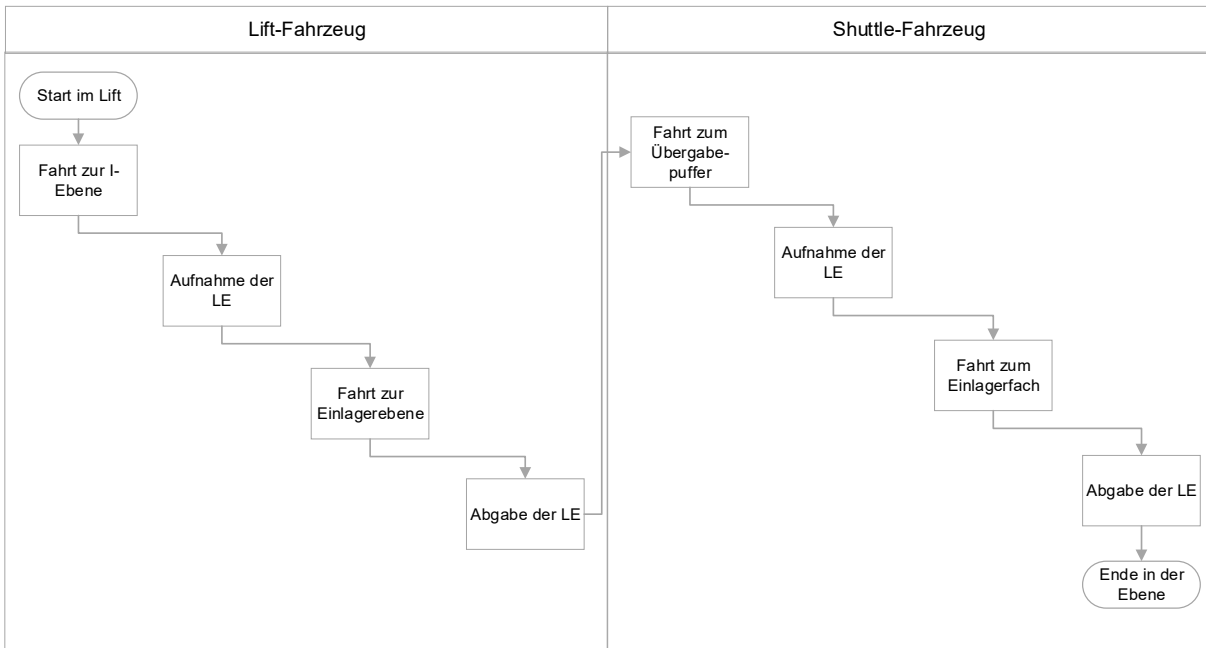 Lift-Fahrzeug
Shuttle-Fahrzeug
Start im Lift
Fahrt zur I-
Ebene
Aufnahme der
LE
Fahrt zur
Einlagerebene
Abgabe der LE
Fahrt zum
Übergabe-
puffer
Aufnahme der
LE
Fahrt zum
Einlagerfach
Abgabe der LE
Ende in der
Ebene